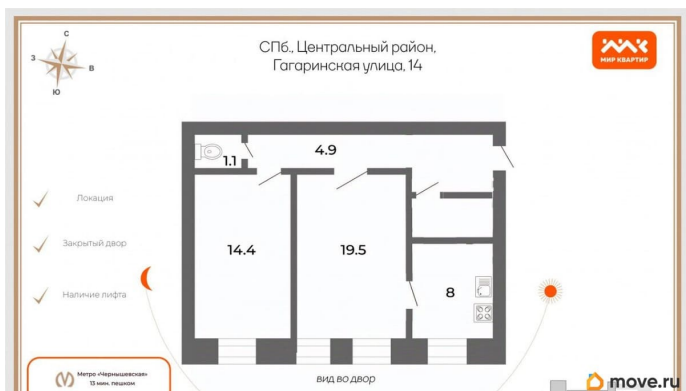 С
З
В
Ю
СПб., Центральный район,
Гагаринская улица, 14
МИР КВАРТИР
1.1
4.9
Локация
14.4
19.5
Закрытый двор
8
Наличие лифта
Метро «Чернышевская»
13 мин. пешком
вид во двор
move.ru